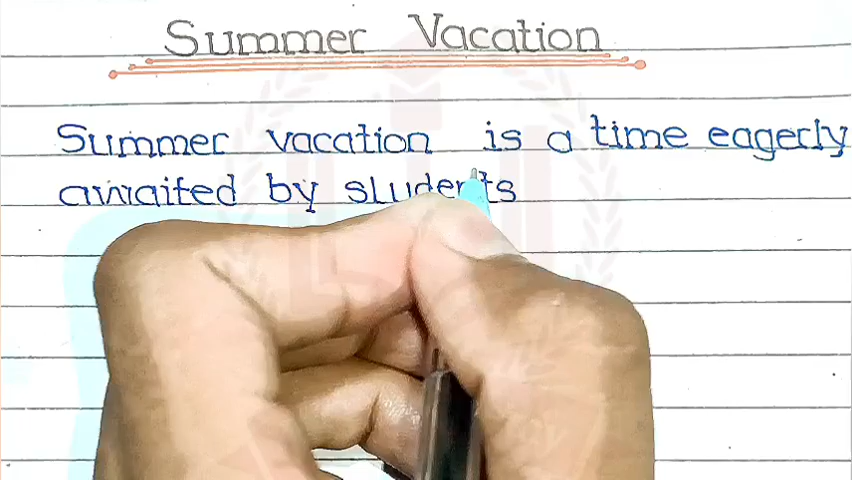 Summer Vacation
Summer vacation is a time eagerly
awaited by students